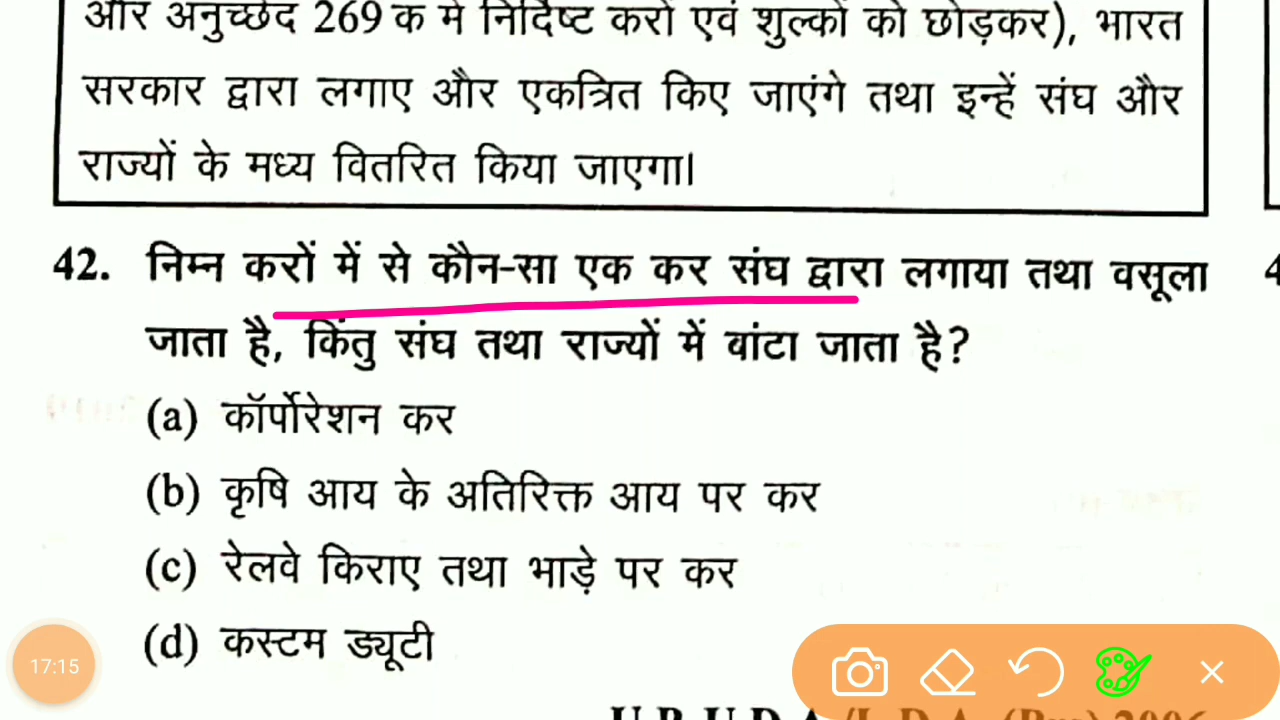 और अनुच्छेद 269 क में निर्दिष्ट करों एवं शुल्कों को छोड़कर), भारत
सरकार द्वारा लगाए और एकत्रित किए जाएंगे तथा इन्हें संघ और
राज्यों के मध्य वितरित किया जाएगा।
42. निम्न करों में से कौन-सा एक कर संघ द्वारा लगाया तथा वसूला
जाता है, किंतु संघ तथा राज्यों में बांटा जाता है?
(a) कॉर्पोरेशन कर
(b) कृषि आय के अतिरिक्त आय पर कर
(c) रेलवे किराए तथा भाड़े पर कर
(d) कस्टम ड्यूटी
17:15